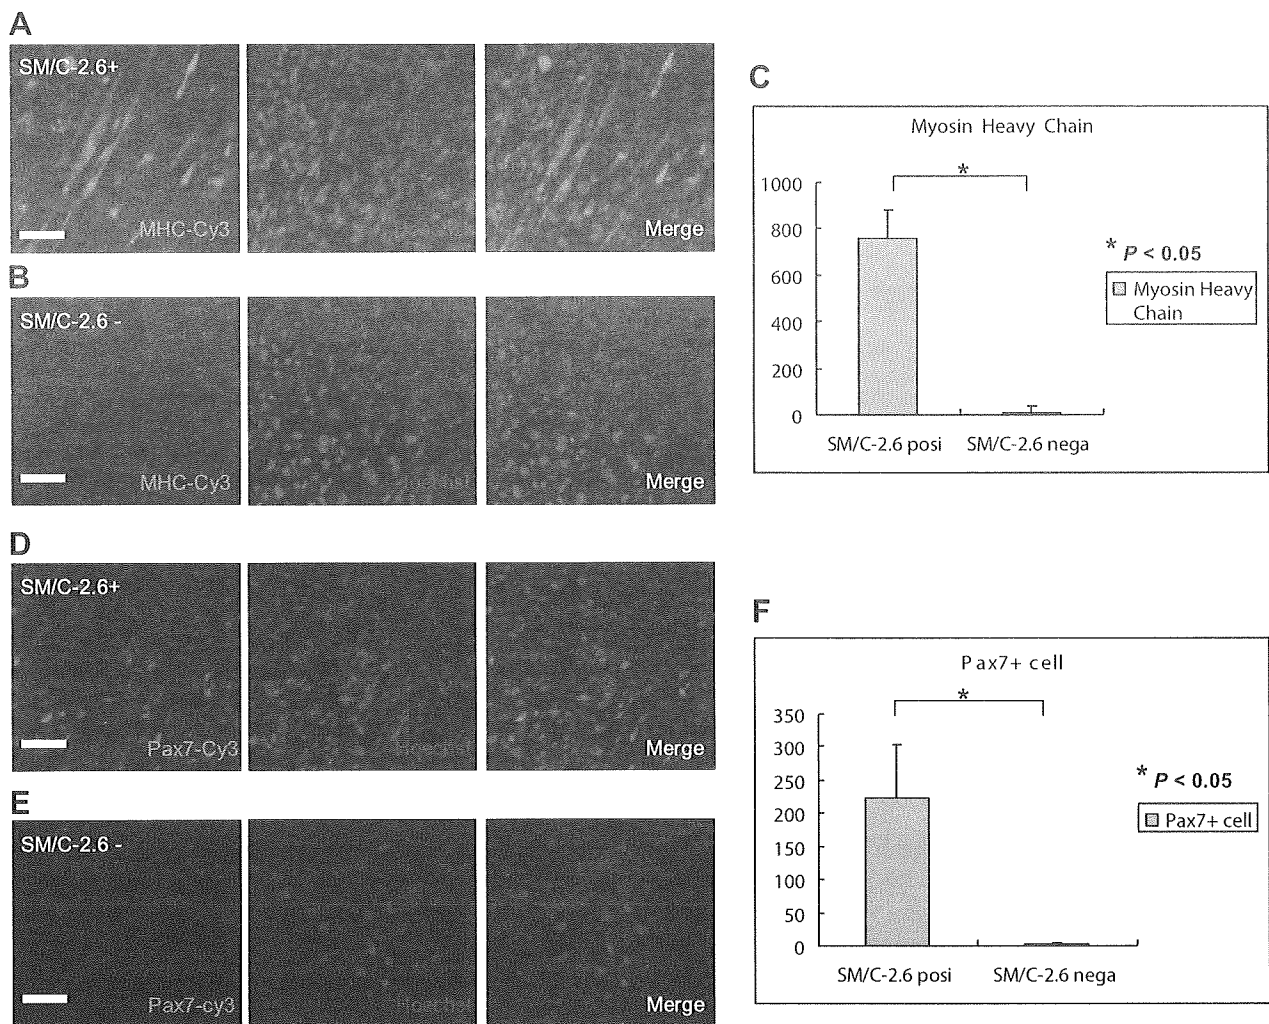 A
SM/C-2.6+
MHC-Cy3
Merge
B
SM/C-2.6 -
MHC-Cy3
Merge
C
Myosin Heavy Chain
*
1000
800
600
400
200
0
SM/C-2.6 posi
SM/C-2.6 nega
* P < 0.05
Myosin Heavy
Chain
D
SM/C-2.6+
Pax7-Cy3
Hoechst
Merge
E
SM/C-2.6 -
Pax7-cy3
Hoechst
Merge
F
Pax7+ cell
*
350
300
250
200
150
100
50
0
SM/C-2.6 posi
SM/C-2.6 nega
* P < 0.05
Pax7+ cell